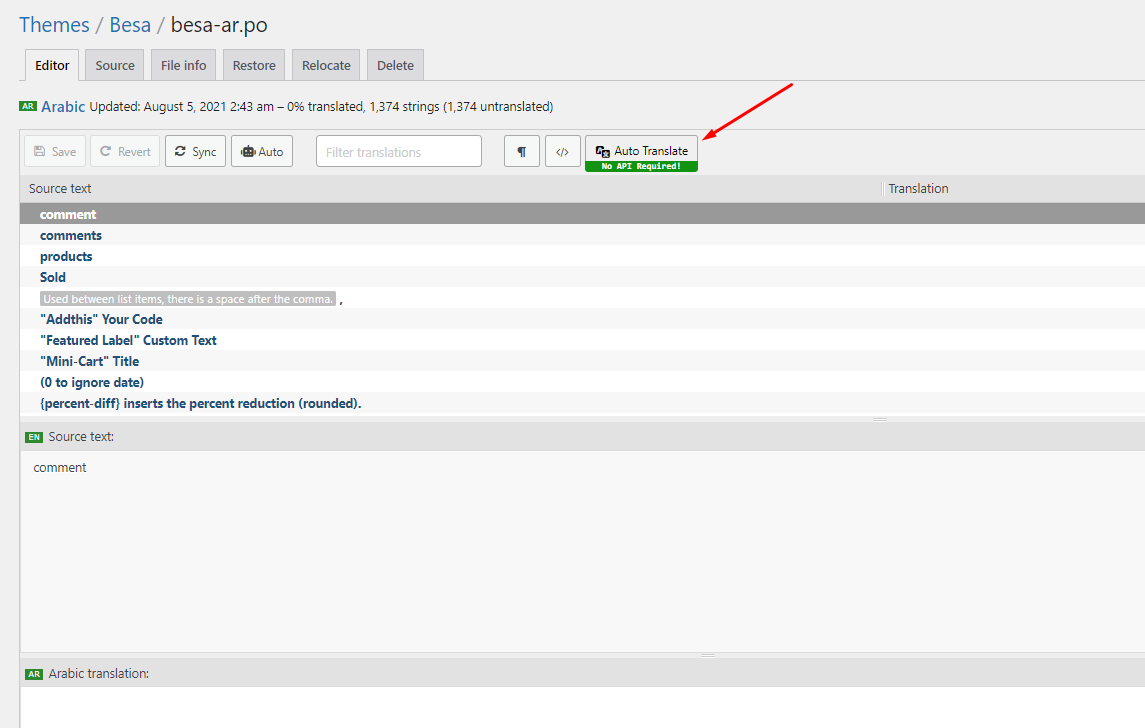 Themes / Besa / besa-ar.po
Editor Source File info Restore Relocate Delete
AR Arabic Updated: August 5, 2021 2:43 am – 0% translated, 1,374 strings (1,374 untranslated)
Save Revert Sync Auto Filter translations ¶ </> Auto Translate
No API Required!
Source text Translation
comment
comments
products
Sold
Used between list items, there is a space after the comma. ,
"Addthis" Your Code
"Featured Label" Custom Text
"Mini-Cart" Title
(0 to ignore date)
{percent-diff} inserts the percent reduction (rounded).
EN Source text:
comment
AR Arabic translation: